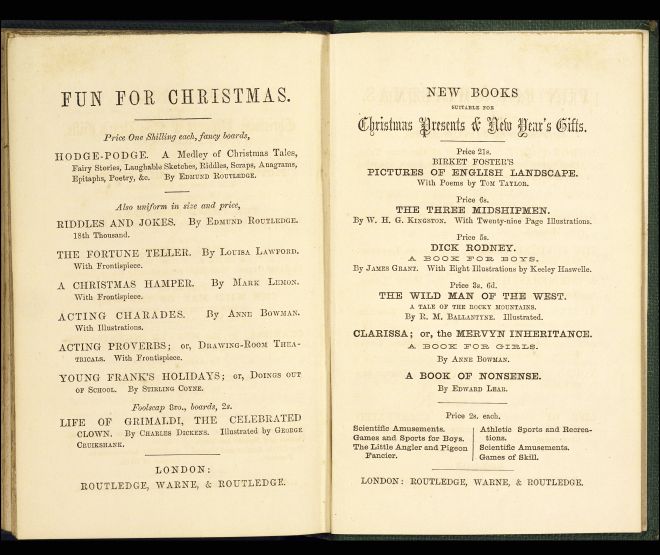 FUN FOR CHRISTMAS.
Price One Shilling each, fancy boards,
HODGE-PODGE. A Medley of Christmas Tales,
Fairy Stories, Laughable Sketches, Riddles, Scraps, Anagrams,
Epitaphs, Poetry, &c. By EDMUND ROUTLEDGE.
Also uniform in size and price,
RIDDLES AND JOKES. By EDMUND ROUTLEDGE.
18th Thousand.
THE FORTUNE TELLER. By LOUISA LAWFORD.
With Frontispiece.
A CHRISTMAS HAMPER. By MARK LEMON.
With Frontispiece.
ACTING CHARADES. By ANNE BOWMAN.
With Illustrations.
ACTING PROVERBS; or, DRAWING-ROOM THEA-
TRICALS. With Frontispiece.
YOUNG FRANK'S HOLIDAYS; or, DOINGS OUT
OF SCHOOL. By STIRLING COYNE.
Foolscap 8vo., boards, 2s.
LIFE OF GRIMALDI, THE CELEBRATED
CLOWN. By CHARLES DICKENS. Illustrated by GEORGE
CRUIKSHANK.
LONDON:
ROUTLEDGE, WARNE, & ROUTLEDGE.
NEW BOOKS
SUITABLE FOR
Christmas Presents & New Year's Gifts.
Price 21s.
BIRKET FOSTER'S
PICTURES OF ENGLISH LANDSCAPE.
With Poems by TOM TAYLOR.
Price 6s.
THE THREE MIDSHIPMEN.
By W. H. G. KINGSTON. With Twenty-nine Page Illustrations.
Price 5s.
DICK RODNEY.
A BOOK FOR BOYS.
By JAMES GRANT. With Eight Illustrations by Keeley Haswelle.
Price 3s. 6d.
THE WILD MAN OF THE WEST.
A TALE OF THE ROCKY MOUNTAINS.
By R. M. BALLANTYNE. Illustrated.
CLARISSA; or, the MERVYN INHERITANCE.
A BOOK FOR GIRLS.
By ANNE BOWMAN.
A BOOK OF NONSENSE.
By EDWARD LEAR.
Price 2s. each.
Scientific Amusements.
Games and Sports for Boys.
The Little Angler and Pigeon
Fancier.
Athletic Sports and Recrea-
tions.
Scientific Amusements.
Games of Skill.
LONDON: ROUTLEDGE, WARNE, & ROUTLEDGE.